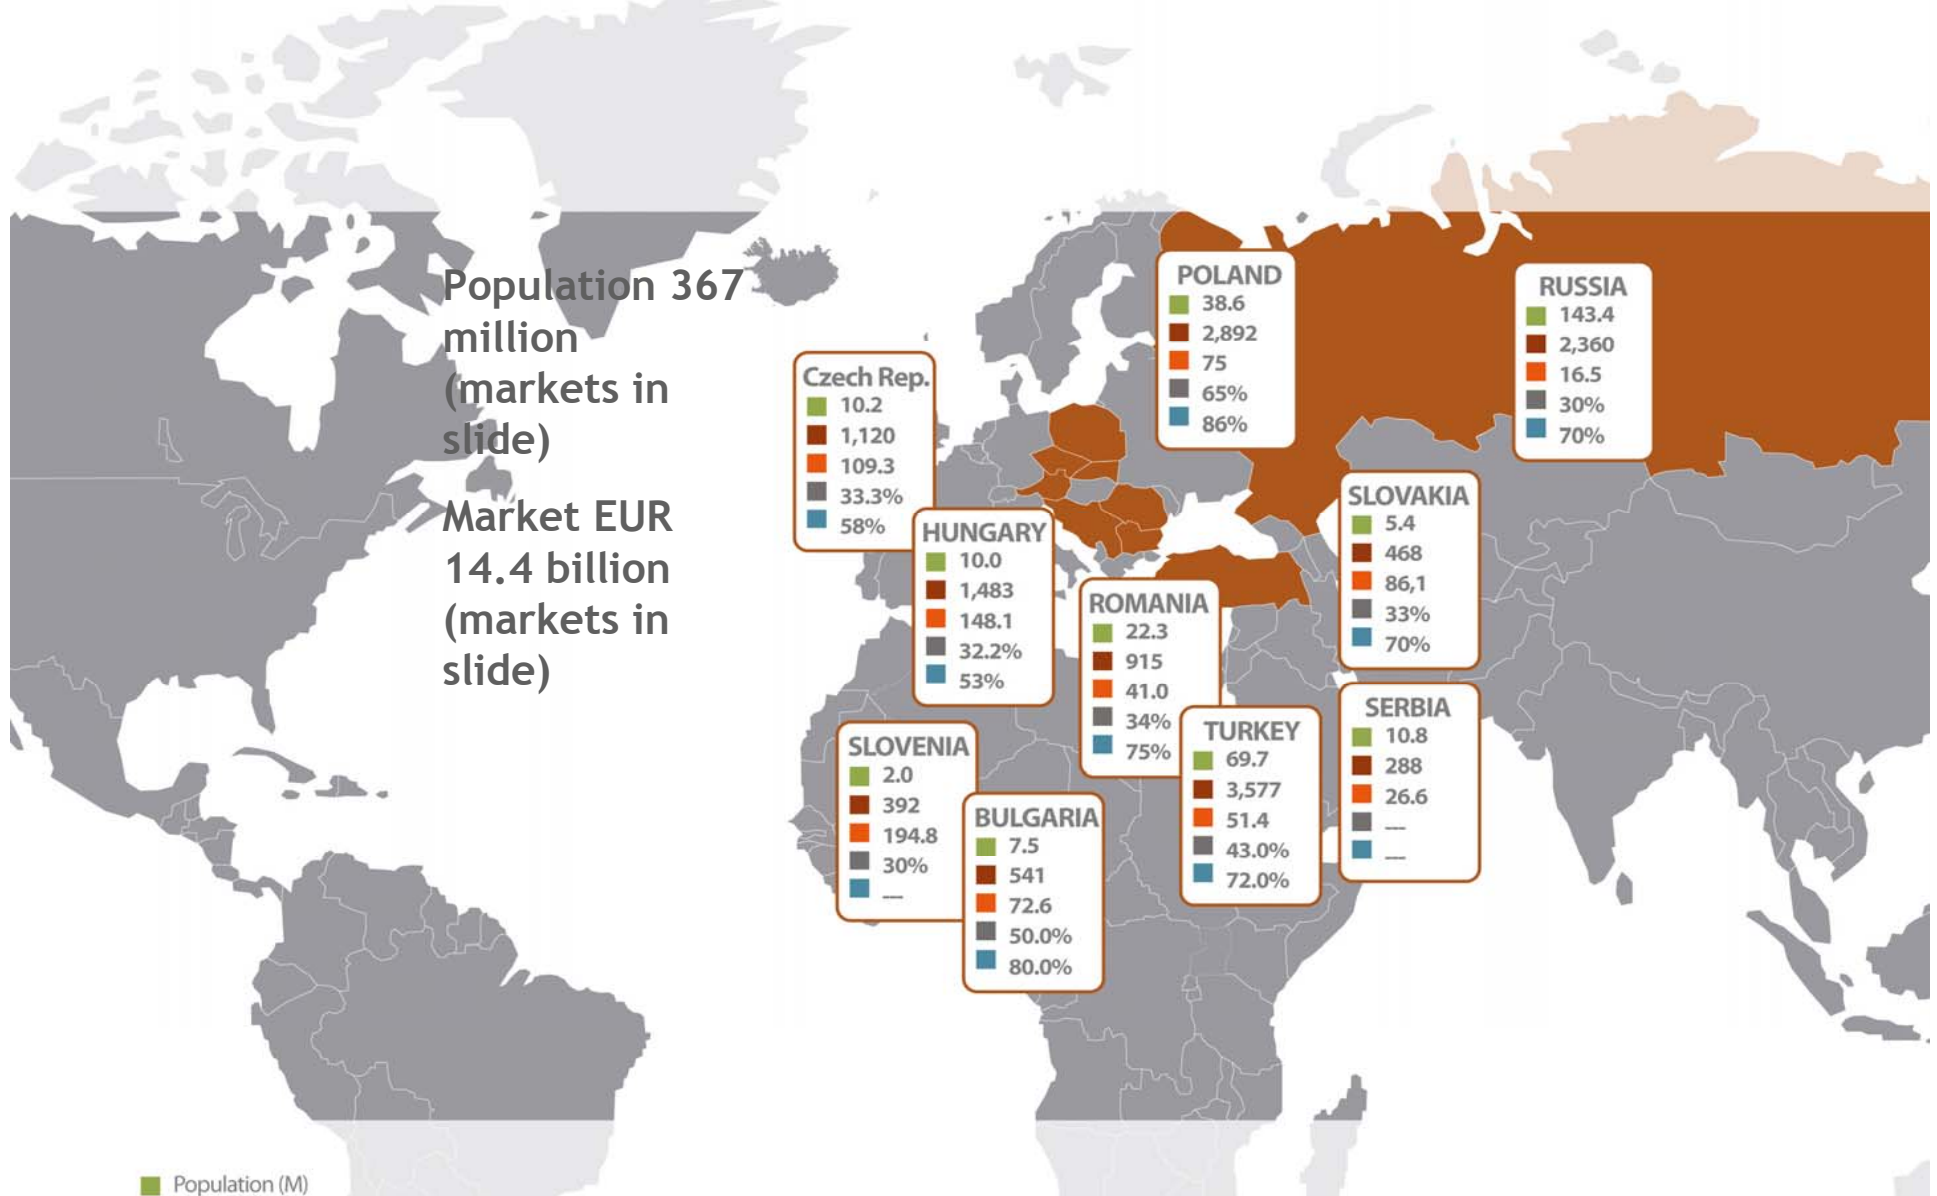 Population 367
million
(markets in
slide)
Market EUR
14.4 billion
(markets in
slide)
Czech Rep.
10.2
1,120
109.3
33.3%
58%
HUNGARY
10.0
1,483
148.1
32.2%
53%
SLOVENIA
2.0
392
194.8
30%
—
BULGARIA
7.5
541
72.6
50.0%
80.0%
POLAND
38.6
2,892
75
65%
86%
ROMANIA
22.3
915
41.0
34%
75%
TURKEY
69.7
3,577
51.4
43.0%
72.0%
RUSSIA
143.4
2,360
16.5
30%
70%
SLOVAKIA
5.4
468
86,1
33%
70%
SERBIA
10.8
288
26.6
—
—
Population (M)